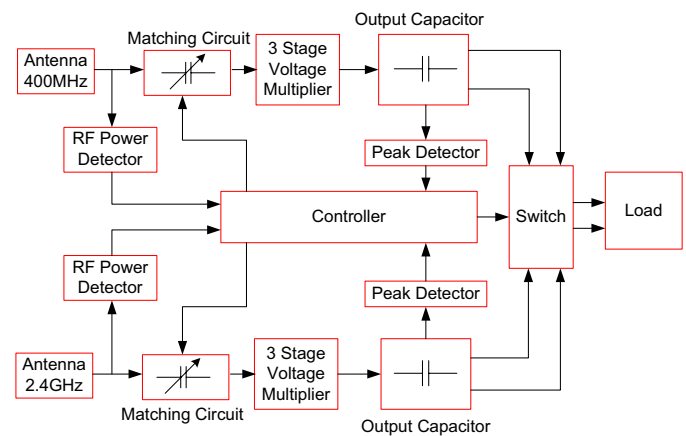 Output Capacitor
Matching Circuit
Antenna
400MHz
3 Stage
Voltage
Multiplier
RF Power
Detector
Peak Detector
Controller
Switch
Load
RF Power
Detector
Peak Detector
Antenna
2.4GHz
3 Stage
Voltage
Multiplier
Matching Circuit
Output Capacitor